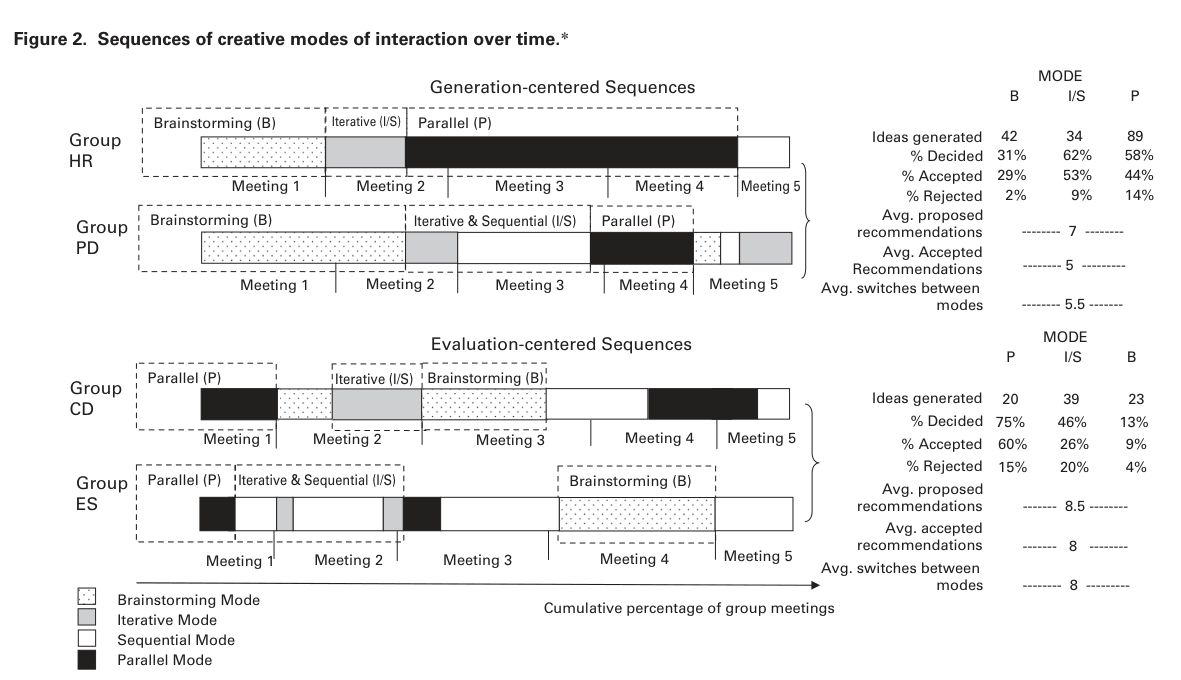 Figure 2. Sequences of creative modes of interaction over time.*
Generation-centered Sequences
Group
HR
Brainstorming (B)
Iterative (I/S)
Parallel (P)
Meeting 1
Meeting 2
Meeting 3
Meeting 4
Meeting 5
Group
PD
Brainstorming (B)
Iterative & Sequential (I/S)
Parallel (P)
Meeting 1
Meeting 2
Meeting 3
Meeting 4
Meeting 5
MODE
B I/S P
Ideas generated 42 34 89
% Decided 31% 62% 58%
% Accepted 29% 53% 44%
% Rejected 2% 9% 14%
Avg. proposed
recommendations -------- 7 --------
Avg. Accepted
Recommendations -------- 5 ---------
Avg. switches between
modes -------- 5.5 -------
Evaluation-centered Sequences
Group
CD
Parallel (P)
Iterative (I/S)
Brainstorming (B)
Meeting 1
Meeting 2
Meeting 3
Meeting 4
Meeting 5
Group
ES
Parallel (P)
Iterative & Sequential (I/S)
Brainstorming (B)
Meeting 1
Meeting 2
Meeting 3
Meeting 4
Meeting 5
MODE
P I/S B
Ideas generated 20 39 23
% Decided 75% 46% 13%
% Accepted 60% 26% 9%
% Rejected 15% 20% 4%
Avg. proposed
recommendations ------- 8.5 --------
Avg. accepted
recommendations ------- 8 --------
Avg. switches between
modes -------- 8 ---------
Cumulative percentage of group meetings
Brainstorming Mode
Iterative Mode
Sequential Mode
Parallel Mode